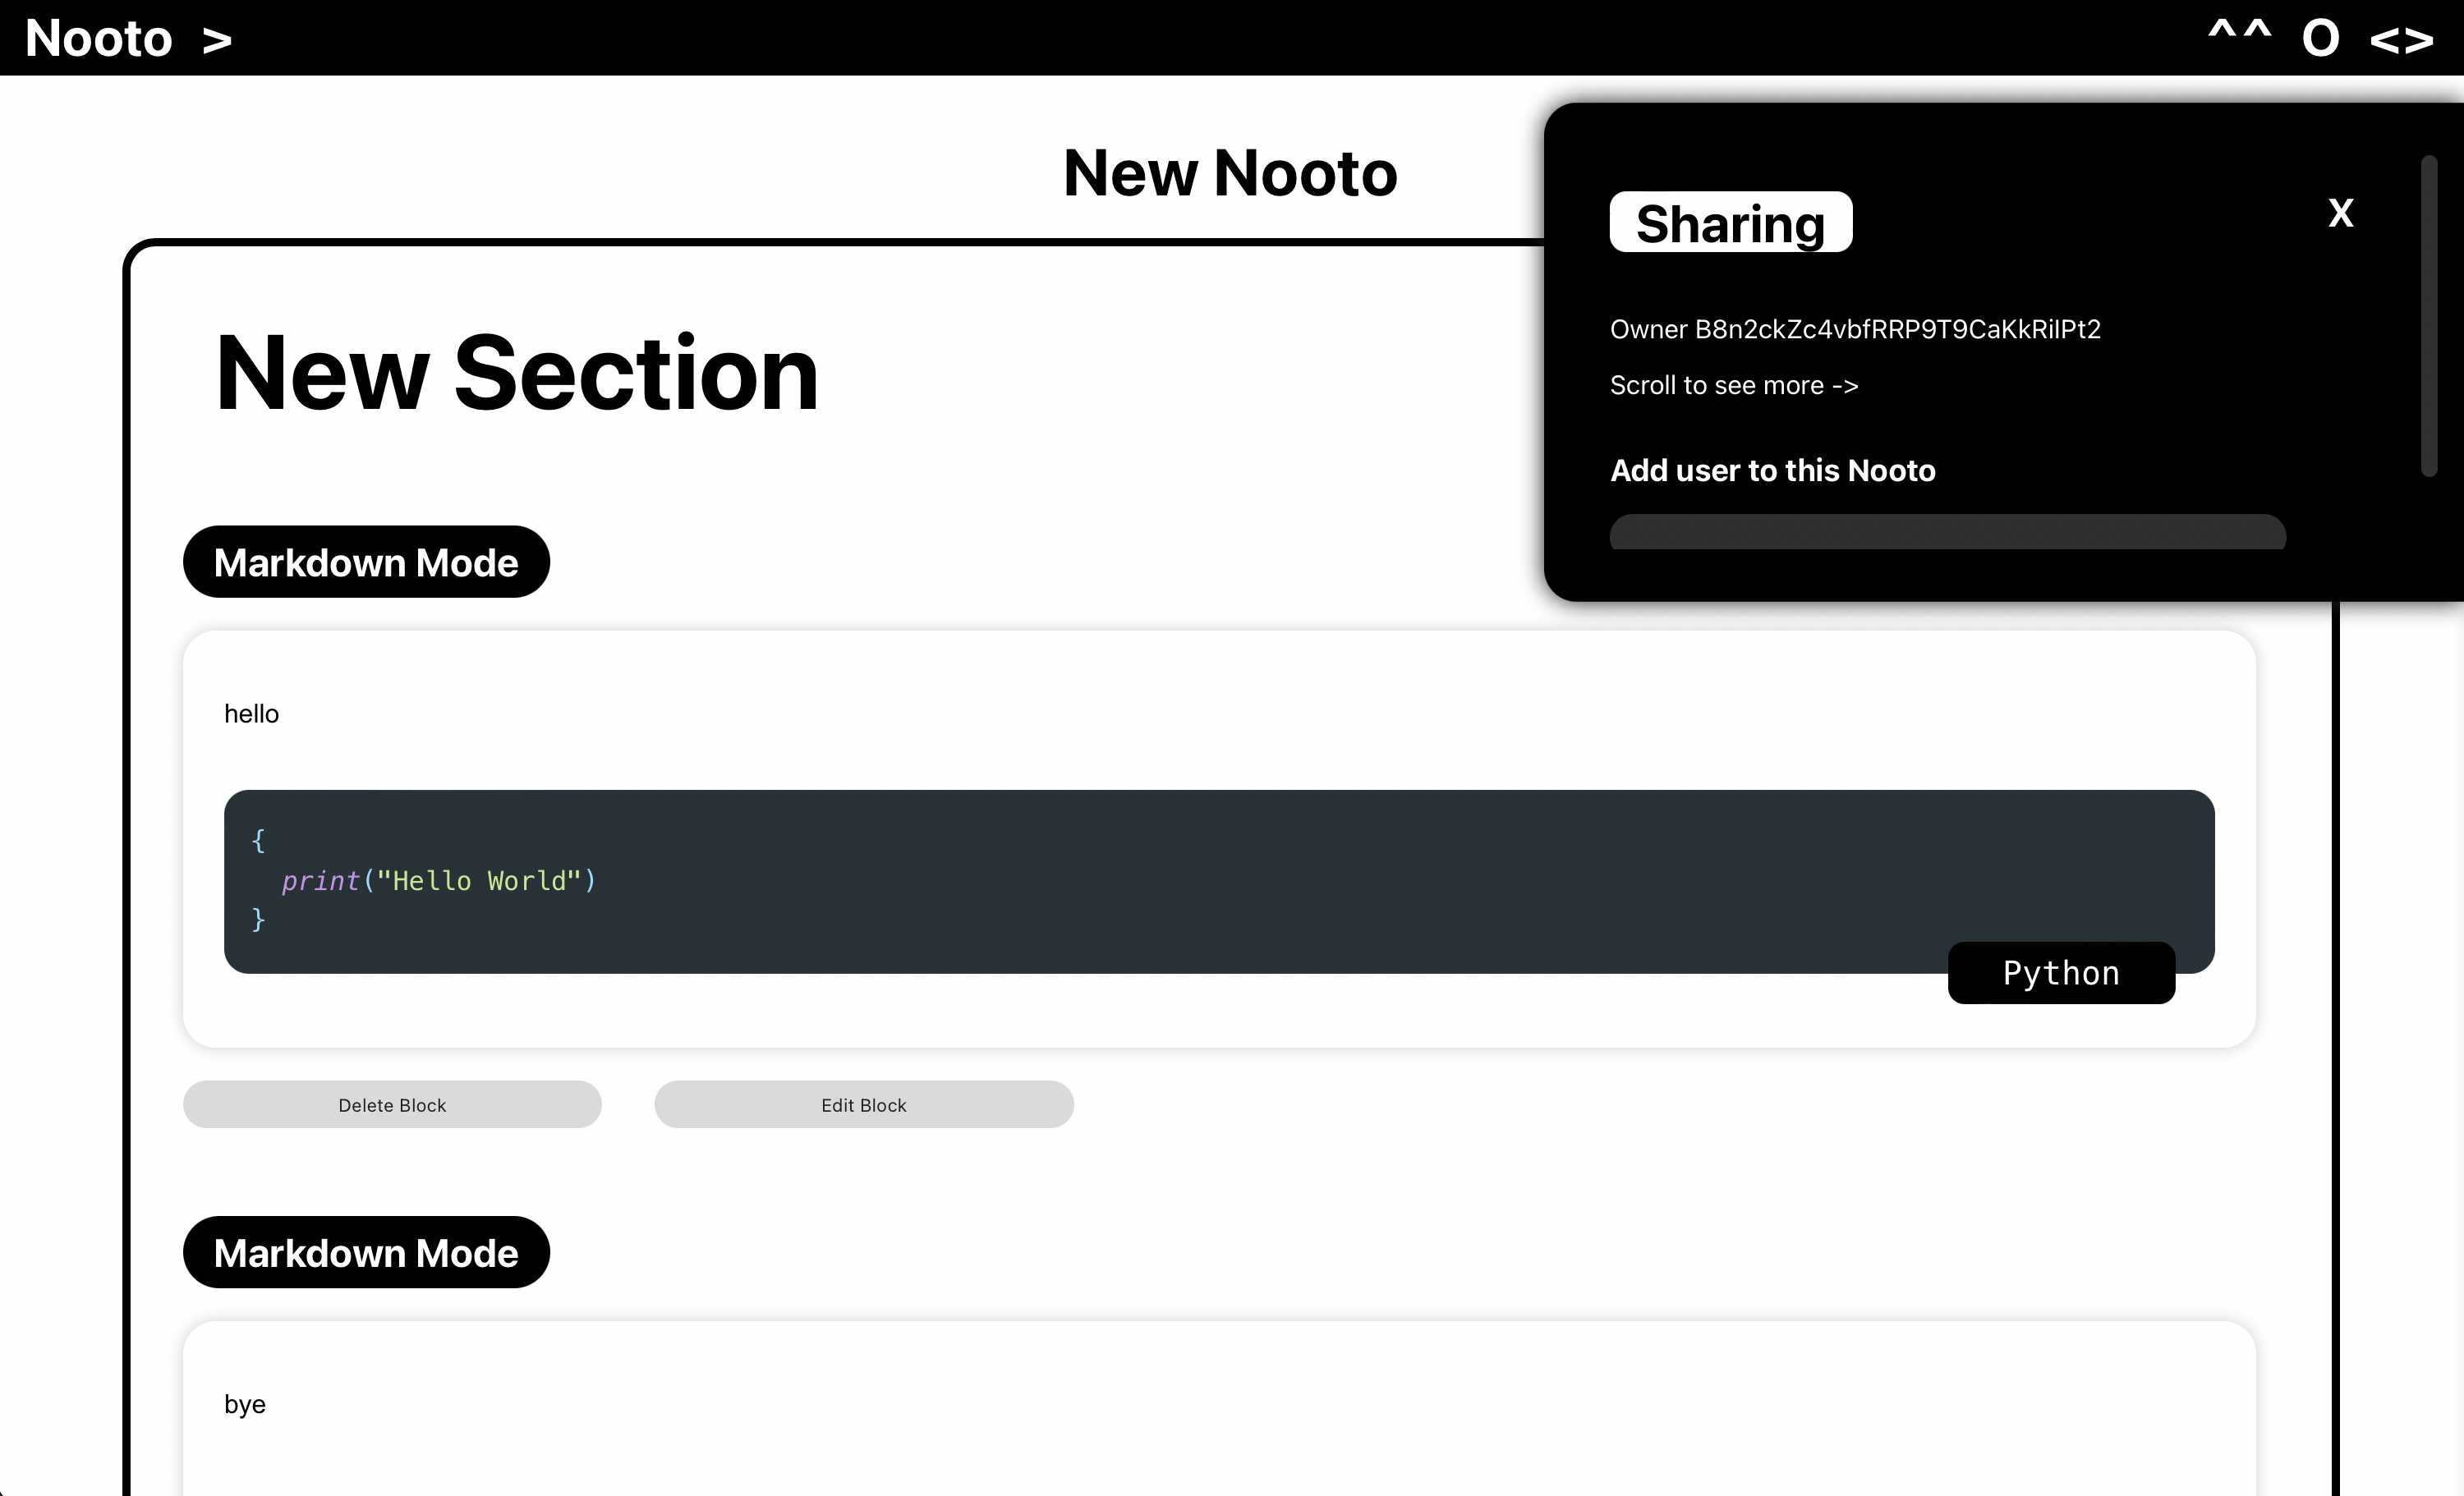 Nooto >
^^ O <>
New Nooto
Sharing
X
Owner B8n2ckZc4vbfRRP9T9CaKkRilPt2
Scroll to see more ->
Add user to this Nooto
New Section
Markdown Mode
hello
{
  print("Hello World")
}
Python
Delete Block
Edit Block
Markdown Mode
bye